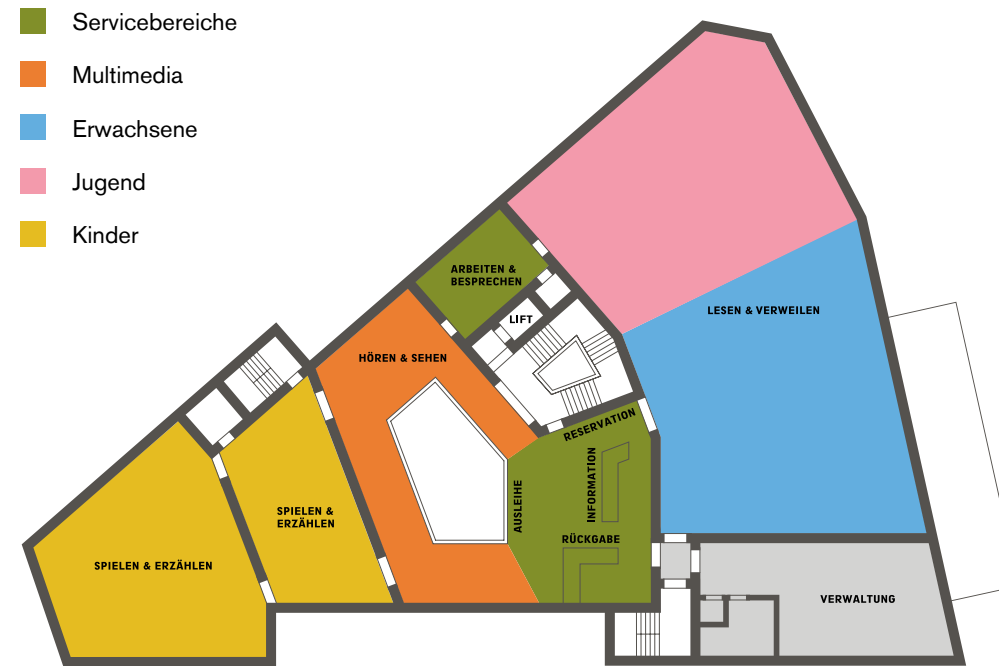 Servicebereiche
Multimedia
Erwachsene
Jugend
Kinder
ARBEITEN &
BESPRECHEN
LIFT
LESEN & VERWEILEN
HÖREN & SEHEN
RESERVATION
INFORMATION
AUSLEIHE
RÜCKGABE
SPIELEN &
ERZÄHLEN
SPIELEN & ERZÄHLEN
VERWALTUNG